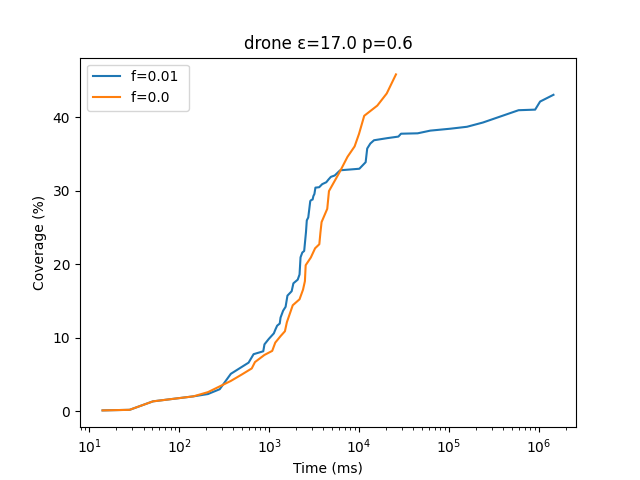 drone ε=17.0 p=0.6
f=0.01
f=0.0
Coverage (%)
40
30
20
10
0
10¹ 10² 10³ 10⁴ 10⁵ 10⁶
Time (ms)